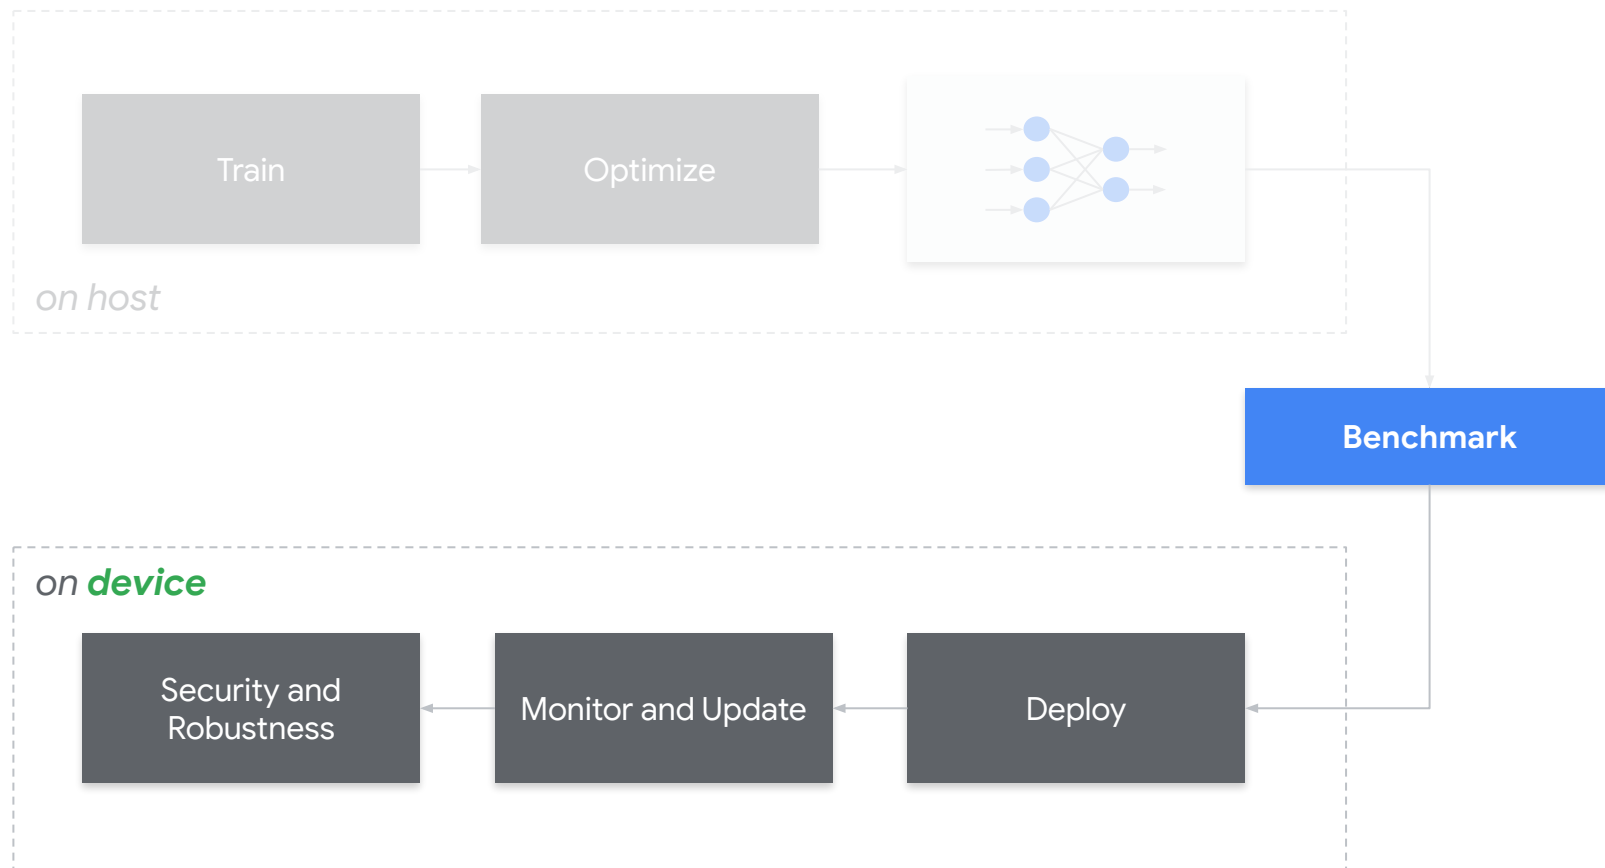 Train
Optimize
on host
Benchmark
on device
Security and
Robustness
Monitor and Update
Deploy